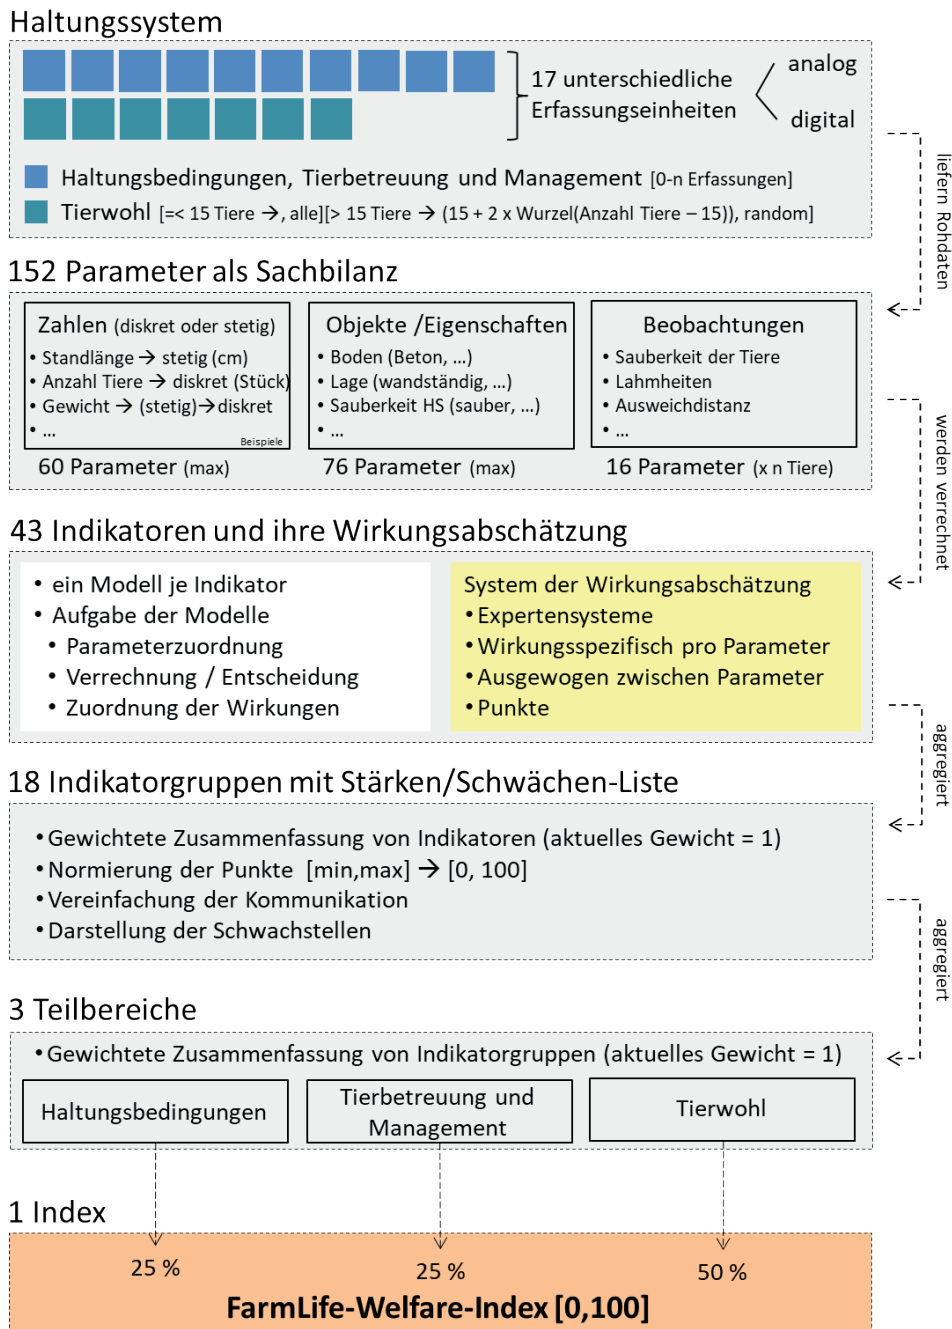 Haltungssystem
17 unterschiedliche
Erfassungseinheiten
analog
digital
Haltungsbedingungen, Tierbetreuung und Management [0-n Erfassungen]
Tierwohl [=< 15 Tiere →, alle][> 15 Tiere → (15 + 2 x Wurzel(Anzahl Tiere – 15)), random]
liefern Rohdaten
152 Parameter als Sachbilanz
Zahlen (diskret oder stetig)
• Standlänge → stetig (cm)
• Anzahl Tiere → diskret (Stück)
• Gewicht → (stetig)→ diskret
• ...
Beispiele
60 Parameter (max)
Objekte /Eigenschaften
• Boden (Beton, ...)
• Lage (wandständig, ...)
• Sauberkeit HS (sauber, ...)
• ...
76 Parameter (max)
Beobachtungen
• Sauberkeit der Tiere
• Lahmheiten
• Ausweichdistanz
• ...
16 Parameter (x n Tiere)
werden verrechnet
43 Indikatoren und ihre Wirkungsabschätzung
• ein Modell je Indikator
• Aufgabe der Modelle
• Parameterzuordnung
• Verrechnung / Entscheidung
• Zuordnung der Wirkungen
System der Wirkungsabschätzung
• Expertensysteme
• Wirkungsspezifisch pro Parameter
• Ausgewogen zwischen Parameter
• Punkte
aggregiert
18 Indikatorgruppen mit Stärken/Schwächen-Liste
• Gewichtete Zusammenfassung von Indikatoren (aktuelles Gewicht = 1)
• Normierung der Punkte [min,max] → [0, 100]
• Vereinfachung der Kommunikation
• Darstellung der Schwachstellen
aggregiert
3 Teilbereiche
• Gewichtete Zusammenfassung von Indikatorgruppen (aktuelles Gewicht = 1)
Haltungsbedingungen
Tierbetreuung und
Management
Tierwohl
1 Index
25 %
25 %
50 %
FarmLife-Welfare-Index [0,100]